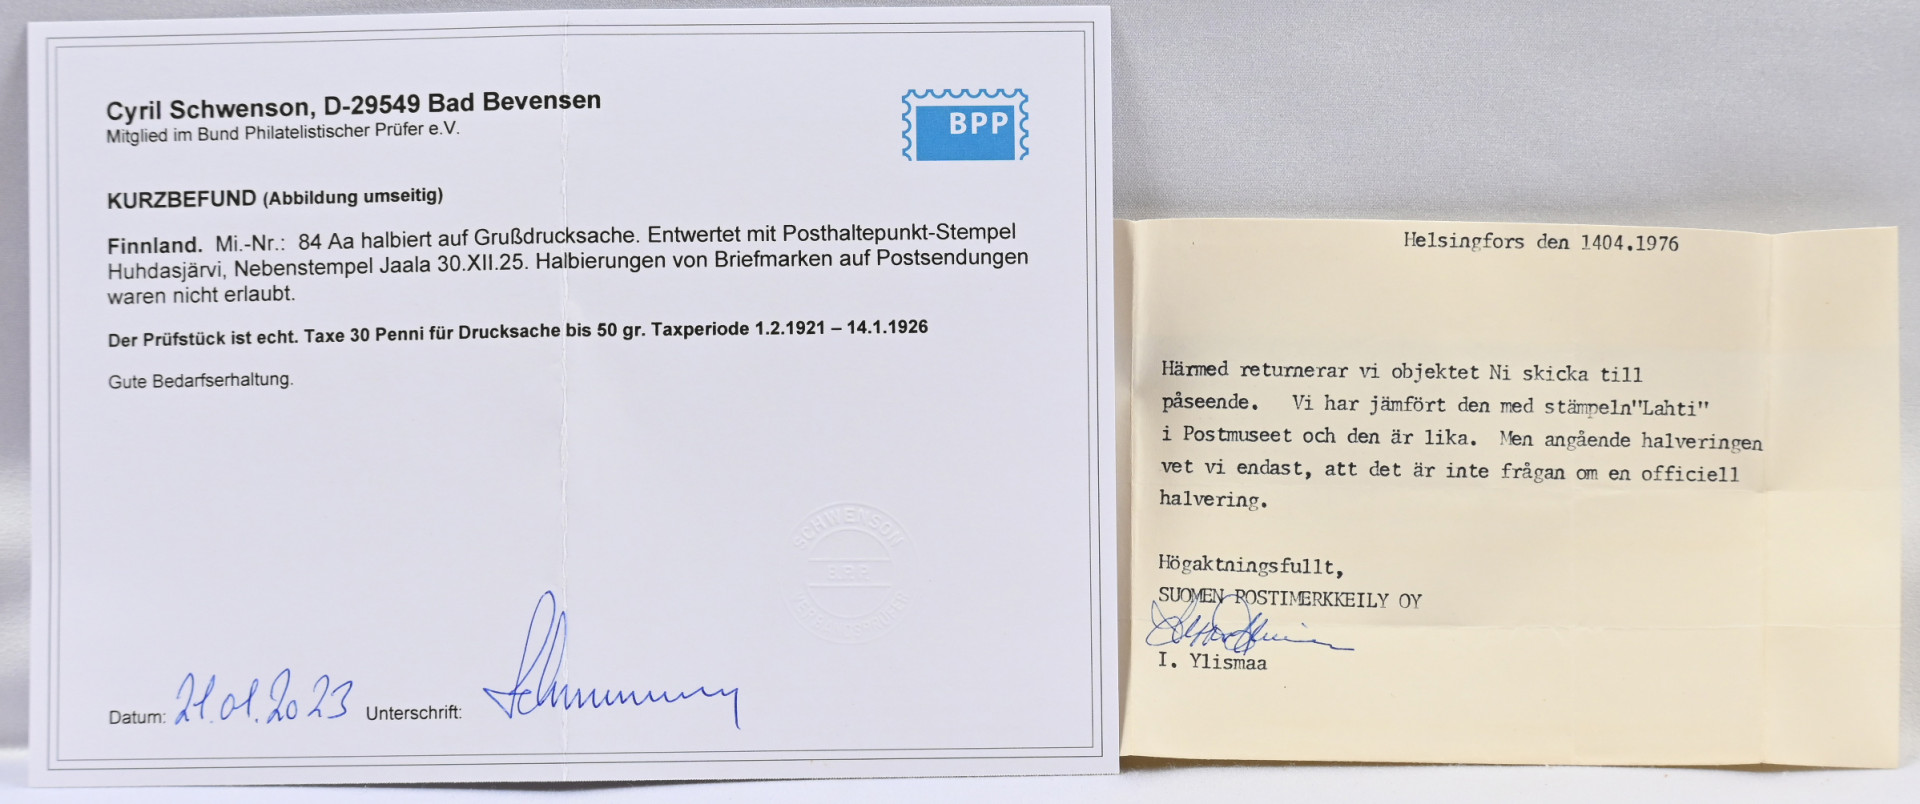 Cyril Schwenson, D-29549 Bad Bevensen
Mitglied im Bund Philatelistischer Prüfer e.V.
BPP
KURZBEFUND (Abbildung umseitig)
Finnland. Mi.-Nr.: 84 Aa halbiert auf Grußdrucksache. Entwertet mit Posthaltepunkt-Stempel
Huhdasjärvi, Nebenstempel Jaala 30.XII.25. Halbierungen von Briefmarken auf Postsendungen
waren nicht erlaubt.
Der Prüfstück ist echt. Taxe 30 Penni für Drucksache bis 50 gr. Taxperiode 1.2.1921 – 14.1.1926
Gute Bedarfserhaltung.
SCHWENSON
B.P.P.
Datum: 21.01.2023 Unterschrift:
Helsingfors den 1404.1976
Härmed returnerar vi objektet Ni skicka till
påseende. Vi har jämfört den med stämpeln"Lahti"
i Postmuseet och den är lika. Men angående halveringen
vet vi endast, att det är inte frågan om en officiell
halvering.
Högaktningsfullt,
SUOMEN POSTIMERKKEILY OY
I. Ylismaa